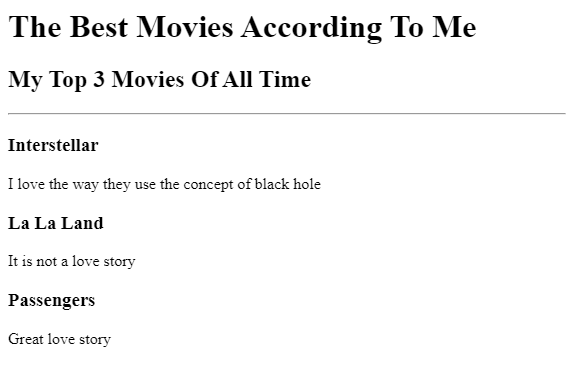 The Best Movies According To Me
My Top 3 Movies Of All Time
Interstellar
I love the way they use the concept of black hole
La La Land
It is not a love story
Passengers
Great love story